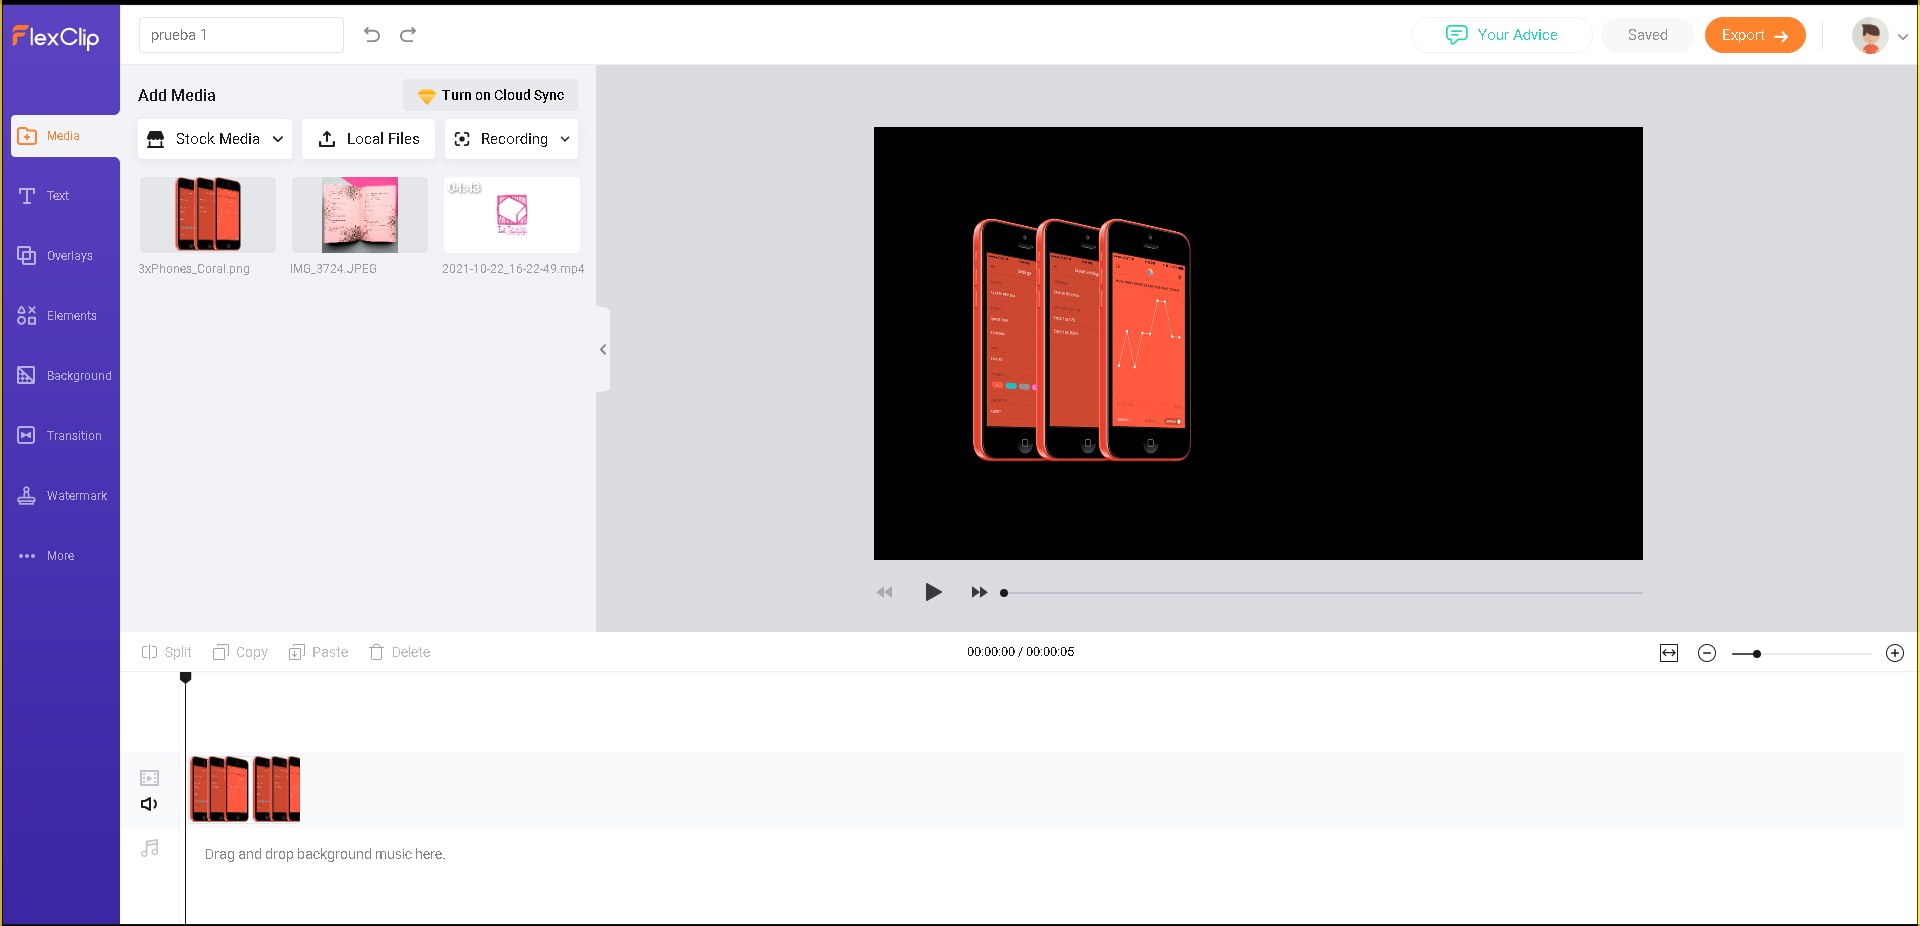 FlexClip
prueba 1
Your Advice
Saved
Export
Media
Text
Overlays
Elements
Background
Transition
Watermark
More
Add Media
Turn on Cloud Sync
Stock Media
Local Files
Recording
04:43
3xPhones_Coral.png
IMG_3724.JPEG
2021-10-22_16-22-49.mp4
Split
Copy
Paste
Delete
00:00:00 / 00:00:05
Drag and drop background music here.